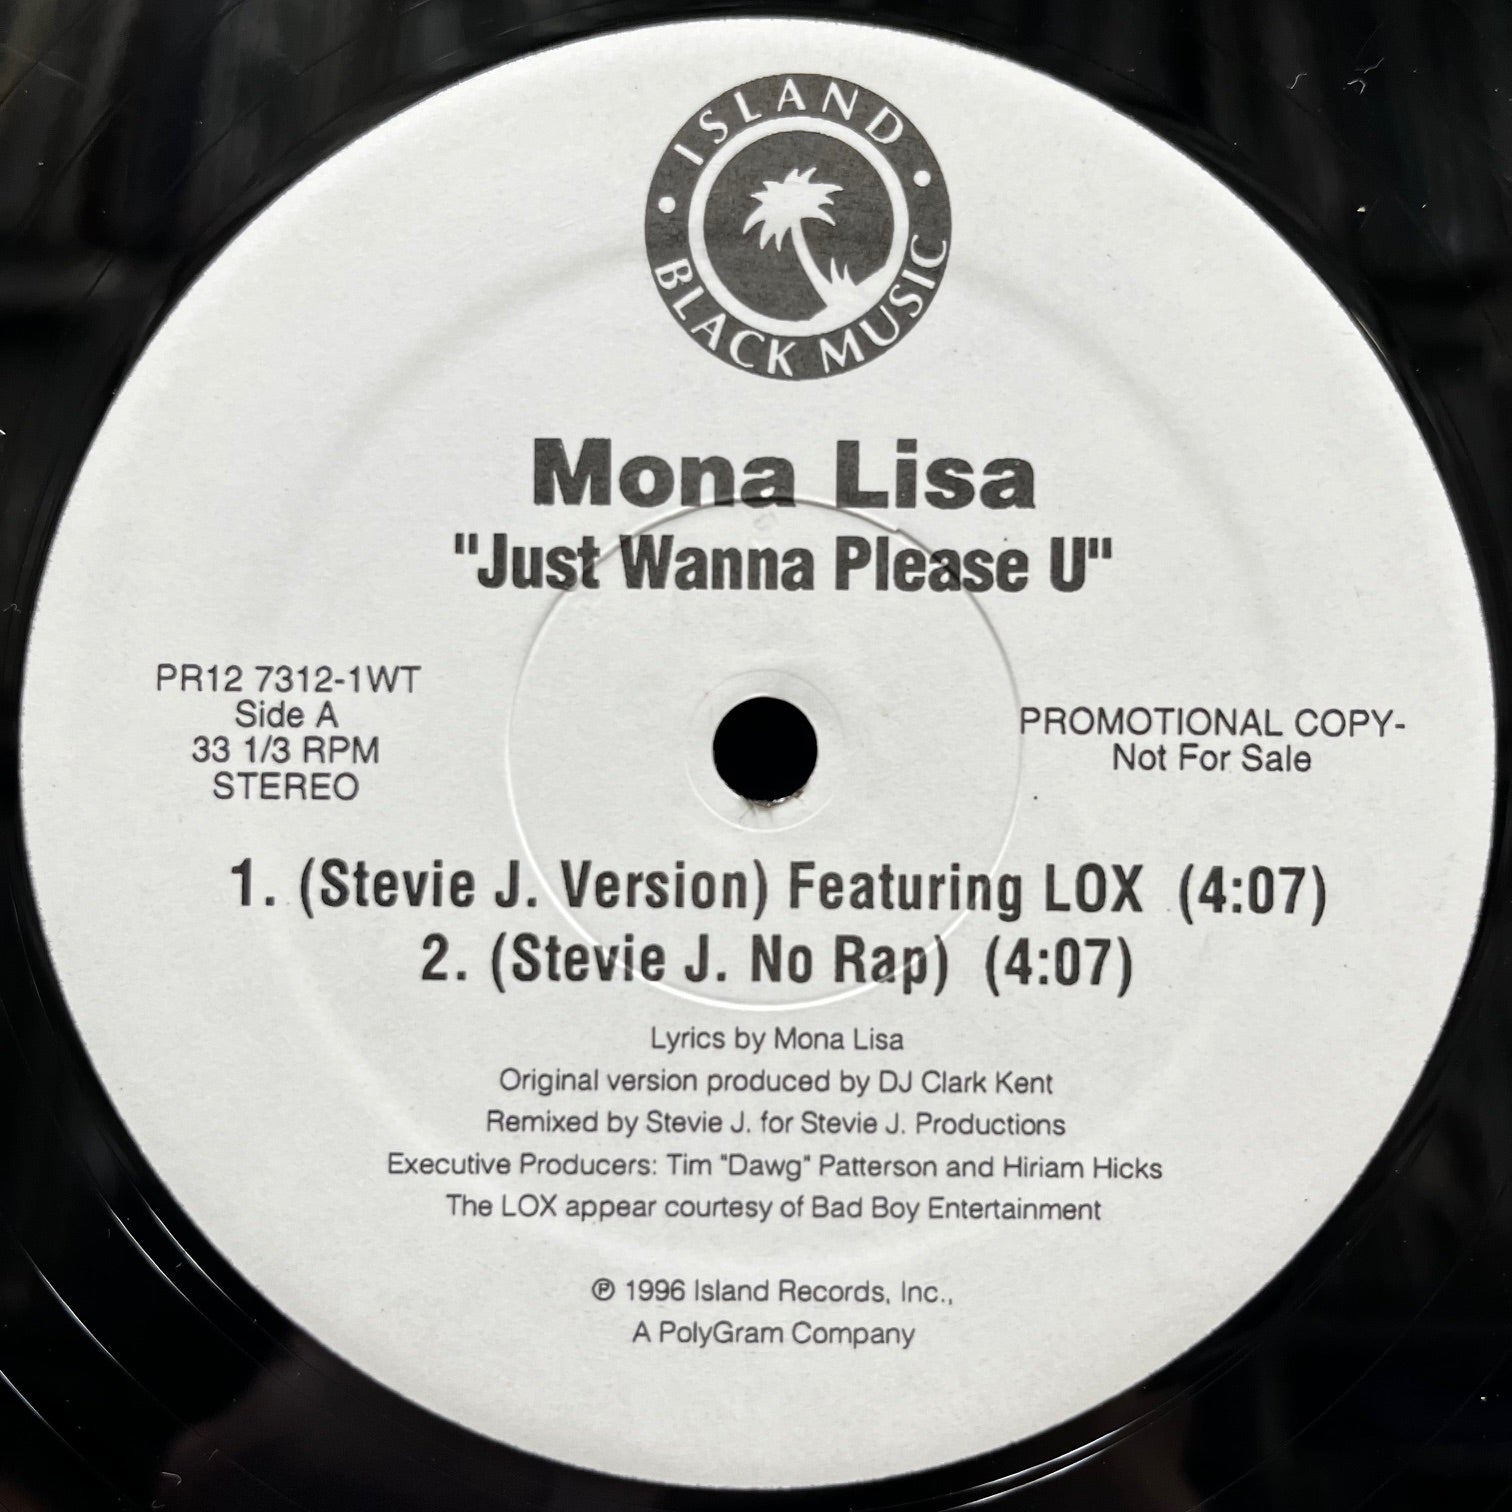 ISLAND
BLACK MUSIC
Mona Lisa
"Just Wanna Please U"
PR12 7312-1WT
Side A
33 1/3 RPM
STEREO
PROMOTIONAL COPY-
Not For Sale
1. (Stevie J. Version) Featuring LOX (4:07)
2. (Stevie J. No Rap) (4:07)
Lyrics by Mona Lisa
Original version produced by DJ Clark Kent
Remixed by Stevie J. for Stevie J. Productions
Executive Producers: Tim "Dawg" Patterson and Hiriam Hicks
The LOX appear courtesy of Bad Boy Entertainment
℗ 1996 Island Records, Inc.,
A PolyGram Company